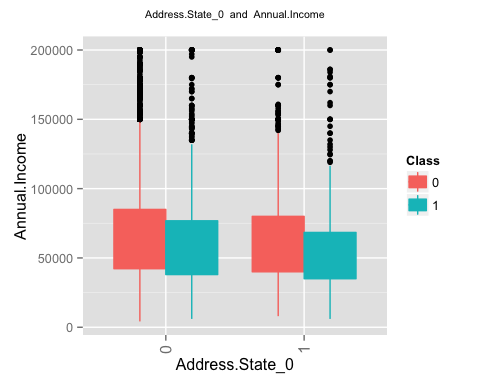 Address.State_0 and Annual.Income
Annual.Income
200000
150000
100000
50000
0
0
1
Address.State_0
Class
0
1